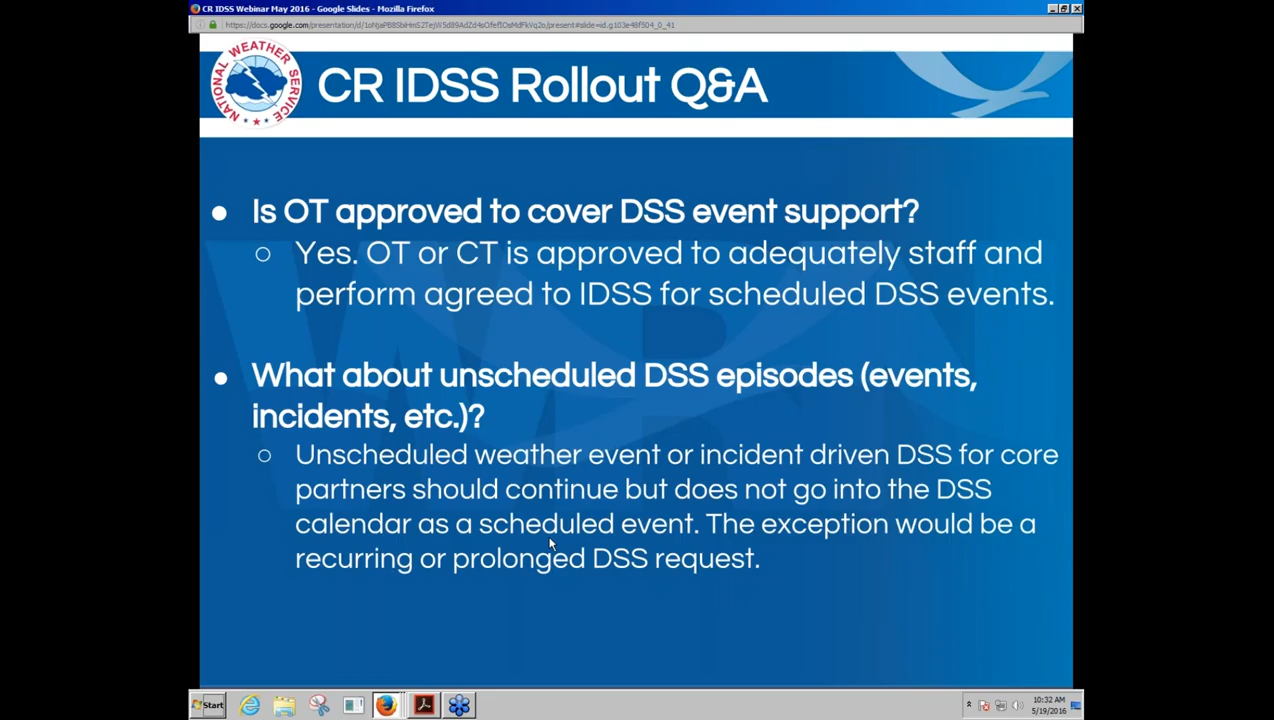 CR IDSS Webinar May 2016 - Google Slides - Mozilla Firefox
NATIONAL WEATHER SERVICE
CR IDSS Rollout Q&A
● Is OT approved to cover DSS event support?
○ Yes. OT or CT is approved to adequately staff and
perform agreed to IDSS for scheduled DSS events.
● What about unscheduled DSS episodes (events,
incidents, etc.)?
○ Unscheduled weather event or incident driven DSS for core
partners should continue but does not go into the DSS
calendar as a scheduled event. The exception would be a
recurring or prolonged DSS request.
Start
10:32 AM
5/19/2016